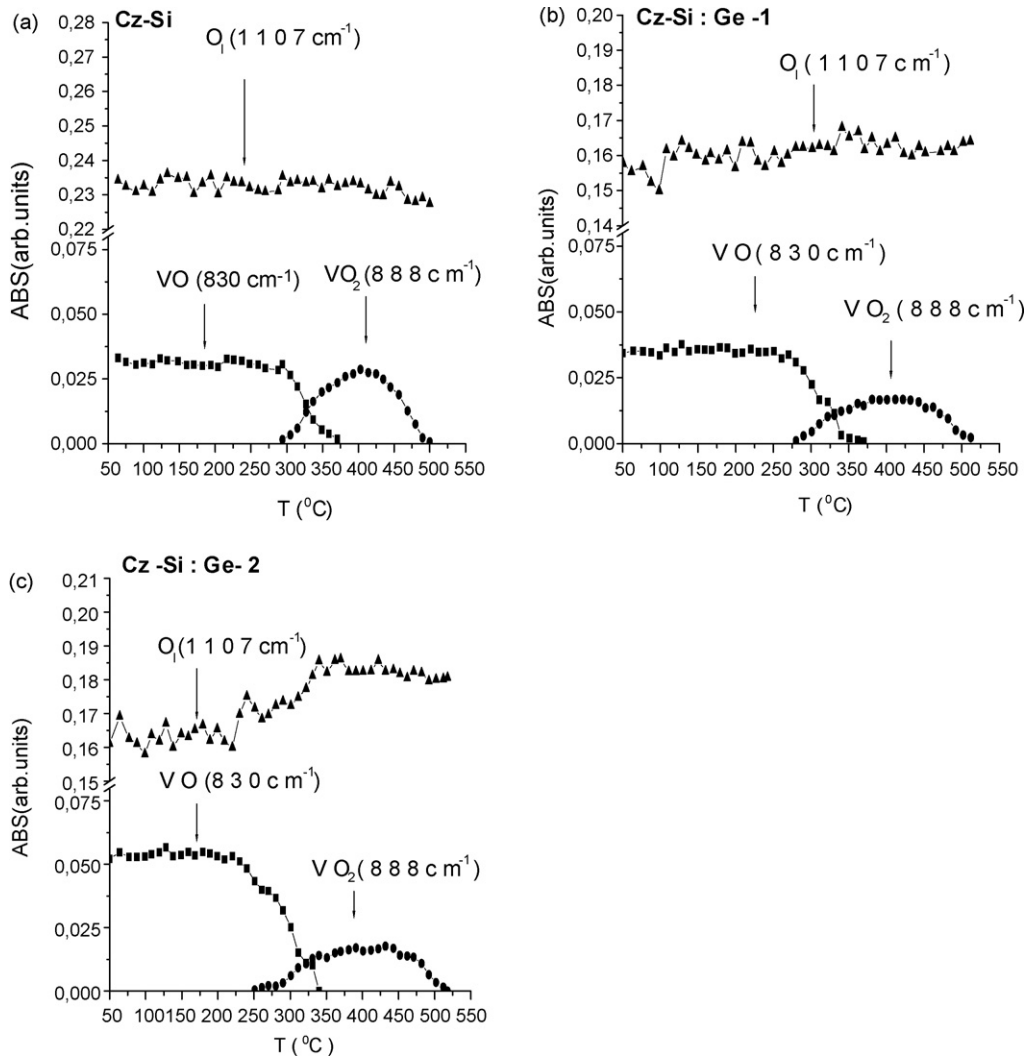 (a) Cz-Si
0,28
0,27
0,26
0,25
0,24
0,23
0,22
0,075
0,050
0,025
0.000
ABS(arb.units)
O_I (1 1 0 7 cm⁻¹)
VO (830 cm⁻¹)
VO₂ (8 8 8 c m⁻¹)
50 100 150 200 250 300 350 400 450 500 550
T (⁰C)
(b) Cz-Si : Ge -1
0,20
0,19
0,18
0,17
0,16
0,15
0,14
0,075
0,050
0,025
0.000
ABS(arb.units)
O_I (1 1 0 7 c m⁻¹)
V O ( 8 3 0 c m⁻¹)
V O₂ ( 8 8 8 c m⁻¹)
50 100 150 200 250 300 350 400 450 500 550
T (⁰C)
(c) Cz -Si : Ge- 2
0,21
0,20
0,19
0,18
0,17
0,16
0,15
0,075
0,050
0,025
0,000
ABS(arb.units)
O_I (1 1 0 7 cm⁻¹)
V O (8 3 0 c m⁻¹)
V O₂ ( 8 8 8 c m⁻¹)
50 100 150 200 250 300 350 400 450 500 550
T (⁰C)